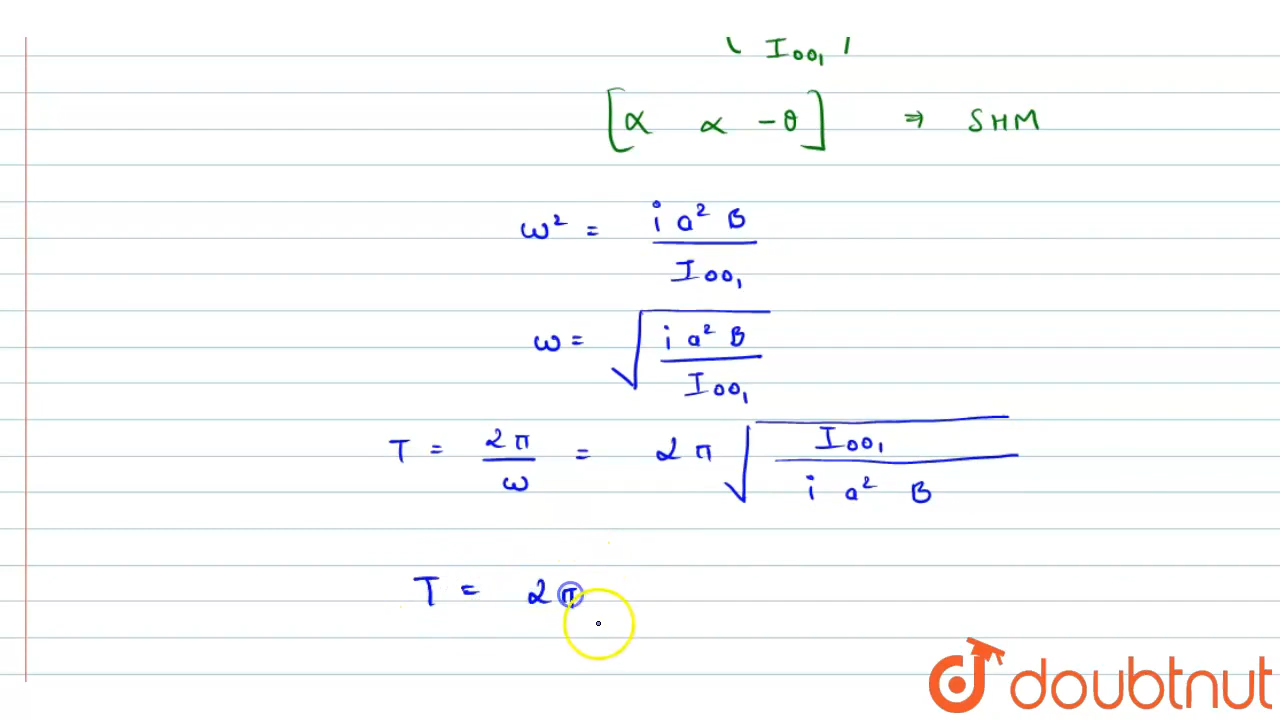 ( I₀₀₁ )
[α α -θ] ⇒ SHM
ω² = i a² B / I₀₀₁
ω = √(i a² B / I₀₀₁)
T = 2π / ω = 2π √(I₀₀₁ / i a² B)
T = 2π
doubtnut